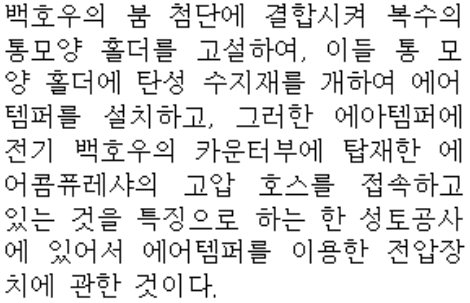 백호우의 붐 첨단에 결합시켜 복수의
통모양 홀더를 고설하여, 이들 통 모
양 홀더에 탄성 수지재를 개하여 에어
템퍼를 설치하고, 그러한 에아템퍼에
전기 백호우의 카운터부에 탑재한 에
어콤퓨레샤의 고압 호스를 접속하고
있는 것을 특징으로 하는 한 성토공사
에 있어서 에어템퍼를 이용한 전압장
치에 관한 것이다.